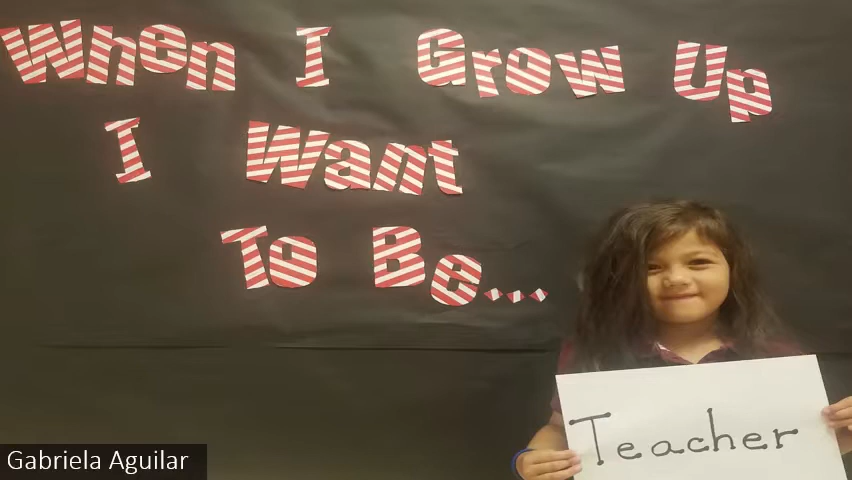 When I Grow Up
I Want
To Be...
Teacher
Gabriela Aguilar